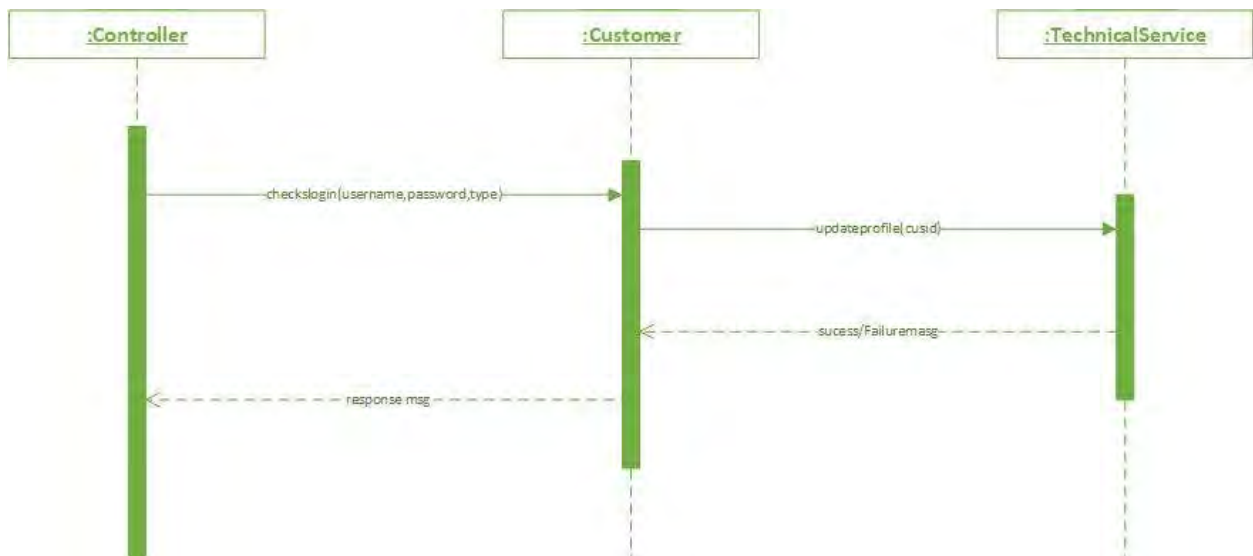 :Controller
:Customer
:TechnicalService
checkslogin(username,password,type)
updateprofile(cusid)
sucess/Failuremasg
response msg